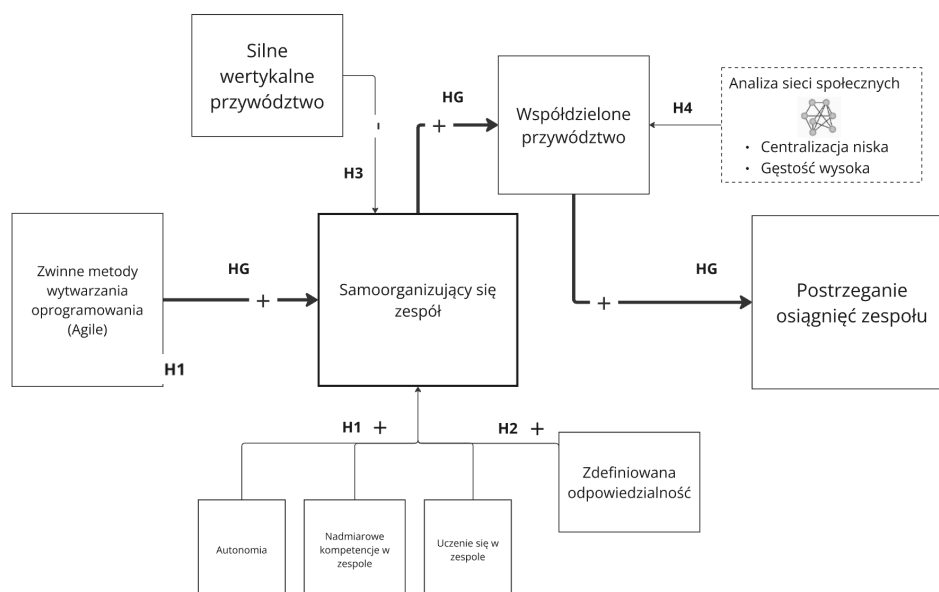 Silne
wertykalne
przywództwo
HG
+
Współdzielone
przywództwo
H4
Analiza sieci społecznych
• Centralizacja niska
• Gęstość wysoka
-
H3
Zwinne metody
wytwarzania
oprogramowania
(Agile)
HG
+
H1
Samoorganizujący się
zespół
HG
+
Postrzeganie
osiągnięć zespołu
H1 +
H2 +
Zdefiniowana
odpowiedzialność
Autonomia
Nadmiarowe
kompetencje w
zespole
Uczenie się w
zespole